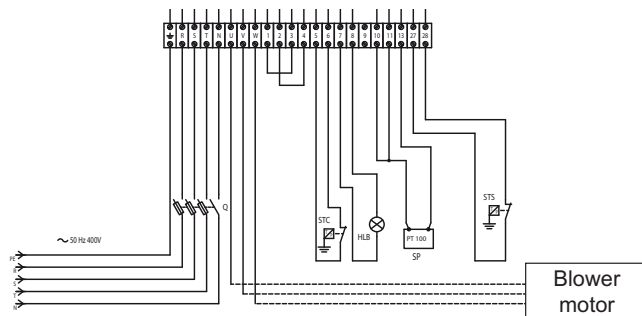 R S T N U V W 1 2 3 4 5 6 7 8 9 10 11 13 27 28
Q
STC
HLB
PT 100
SP
STS
~ 50 Hz 400V
PE
R
S
T
N
Blower
motor